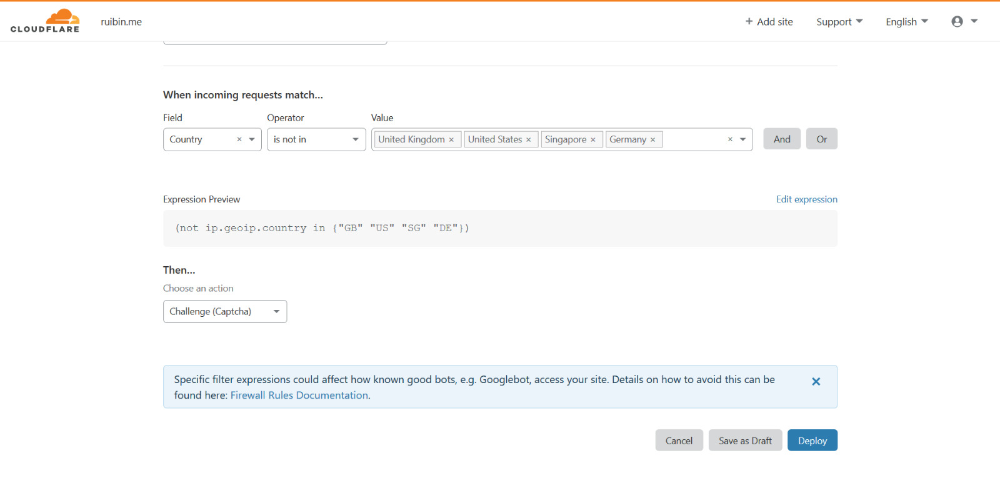 CLOUDFLARE ruibin.me + Add site Support English
When incoming requests match...
Field Operator Value
Country × is not in United Kingdom × United States × Singapore × Germany × × And Or
Expression Preview Edit expression
(not ip.geoip.country in {"GB" "US" "SG" "DE"})
Then...
Choose an action
Challenge (Captcha)
Specific filter expressions could affect how known good bots, e.g. Googlebot, access your site. Details on how to avoid this can be
found here: Firewall Rules Documentation. ×
Cancel Save as Draft Deploy